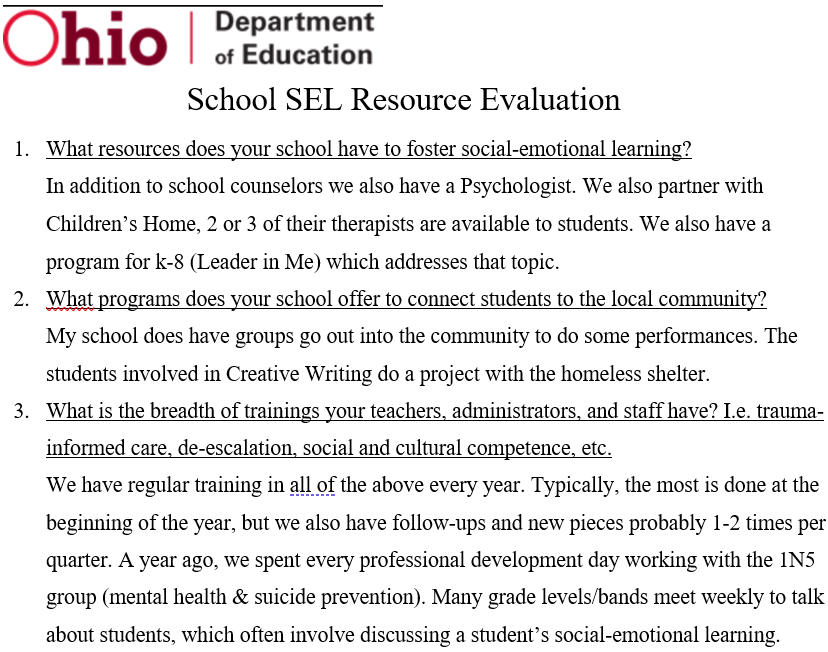 Ohio | Department
of Education
School SEL Resource Evaluation
1. What resources does your school have to foster social-emotional learning?
In addition to school counselors we also have a Psychologist. We also partner with
Children’s Home, 2 or 3 of their therapists are available to students. We also have a
program for k-8 (Leader in Me) which addresses that topic.
2. What programs does your school offer to connect students to the local community?
My school does have groups go out into the community to do some performances. The
students involved in Creative Writing do a project with the homeless shelter.
3. What is the breadth of trainings your teachers, administrators, and staff have? I.e. trauma-
informed care, de-escalation, social and cultural competence, etc.
We have regular training in all of the above every year. Typically, the most is done at the
beginning of the year, but we also have follow-ups and new pieces probably 1-2 times per
quarter. A year ago, we spent every professional development day working with the 1N5
group (mental health & suicide prevention). Many grade levels/bands meet weekly to talk
about students, which often involve discussing a student’s social-emotional learning.